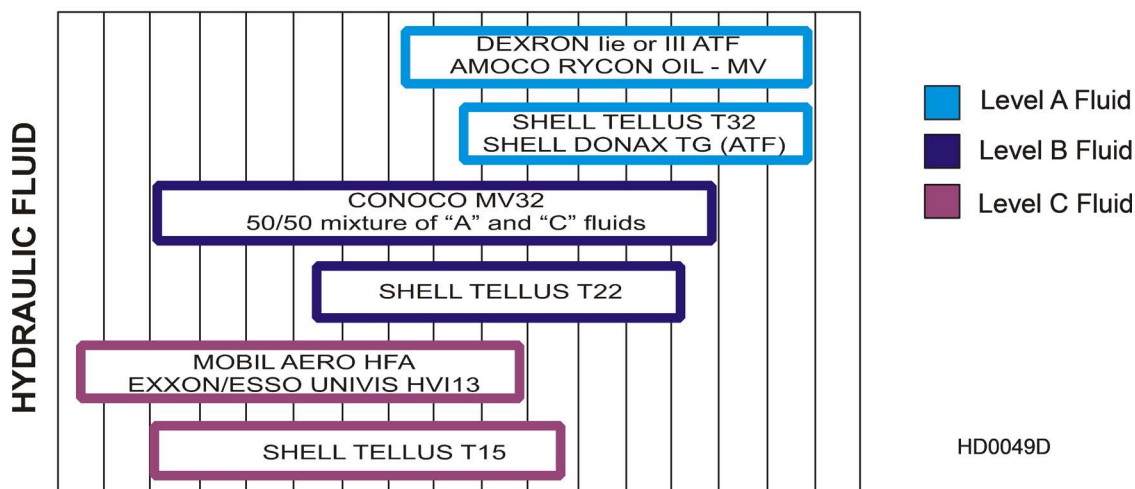 HYDRAULIC FLUID
DEXRON Iie or III ATF
AMOCO RYCON OIL - MV
SHELL TELLUS T32
SHELL DONAX TG (ATF)
CONOCO MV32
50/50 mixture of “A” and “C” fluids
SHELL TELLUS T22
MOBIL AERO HFA
EXXON/ESSO UNIVIS HVI13
SHELL TELLUS T15
Level A Fluid
Level B Fluid
Level C Fluid
HD0049D